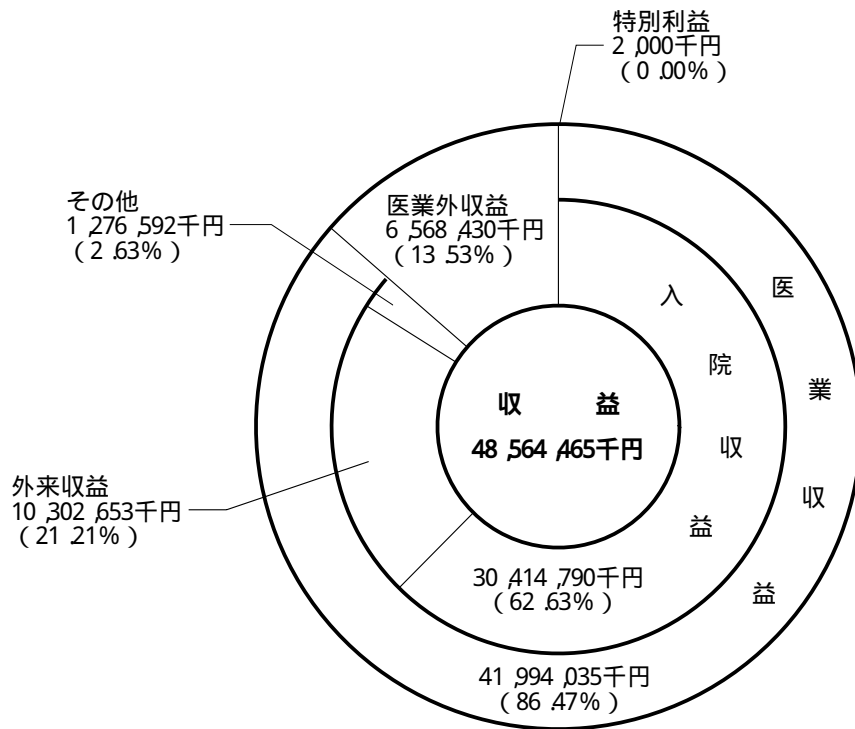 特別利益
2,000千円
（0.00%）
その他
1,276,592千円
（2.63%）
医業外収益
6,568,430千円
（13.53%）
入院収益
医業収益
収　益
48,564,465千円
外来収益
10,302,653千円
（21.21%）
30,414,790千円
（62.63%）
41,994,035千円
（86.47%）